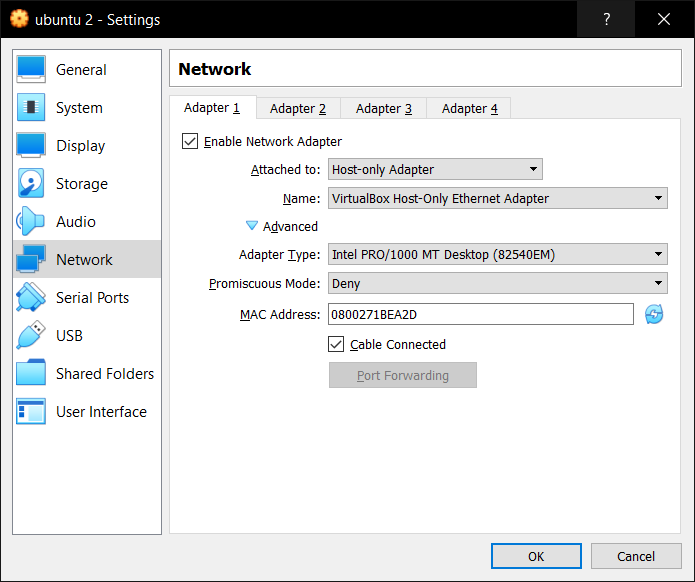 ubuntu 2 - Settings
?
General
System
Display
Storage
Audio
Network
Serial Ports
USB
Shared Folders
User Interface
Network
Adapter 1 Adapter 2 Adapter 3 Adapter 4
Enable Network Adapter
Attached to: Host-only Adapter
Name: VirtualBox Host-Only Ethernet Adapter
Advanced
Adapter Type: Intel PRO/1000 MT Desktop (82540EM)
Promiscuous Mode: Deny
MAC Address: 0800271BEA2D
Cable Connected
Port Forwarding
OK Cancel